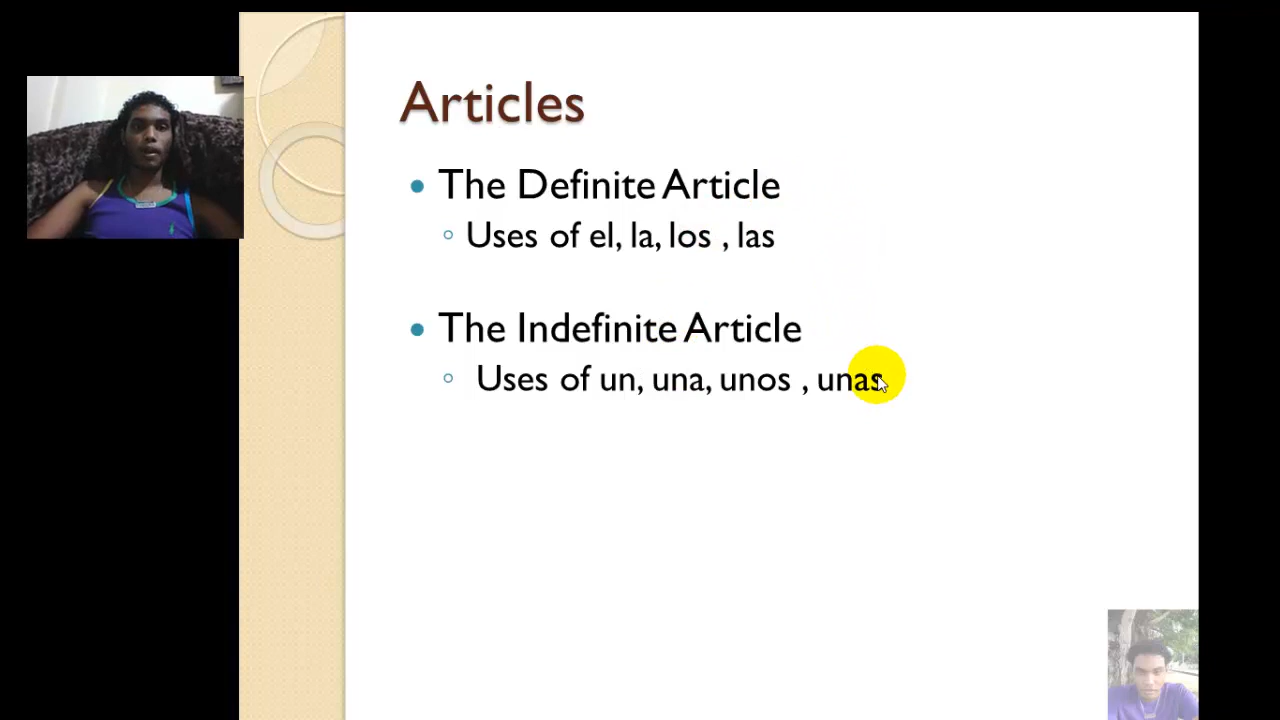 Articles
The Definite Article
Uses of el, la, los , las
The Indefinite Article
Uses of un, una, unos , unas